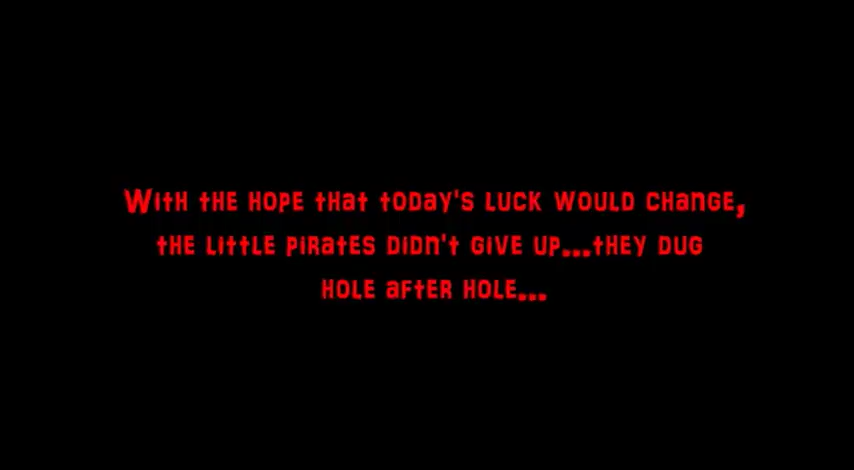 With the hope that today's luck would change,
the little pirates didn't give up...they dug
hole after hole...